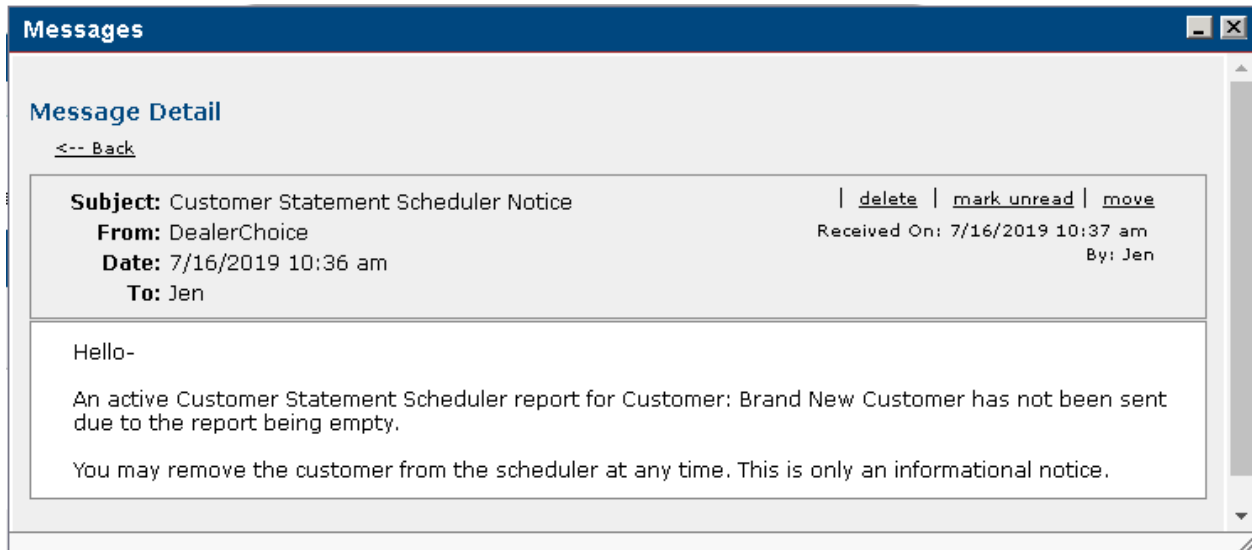 Messages
Message Detail
<-- Back
Subject: Customer Statement Scheduler Notice
From: DealerChoice
Date: 7/16/2019 10:36 am
To: Jen
| delete | mark unread | move
Received On: 7/16/2019 10:37 am
By: Jen
Hello-
An active Customer Statement Scheduler report for Customer: Brand New Customer has not been sent
due to the report being empty.
You may remove the customer from the scheduler at any time. This is only an informational notice.